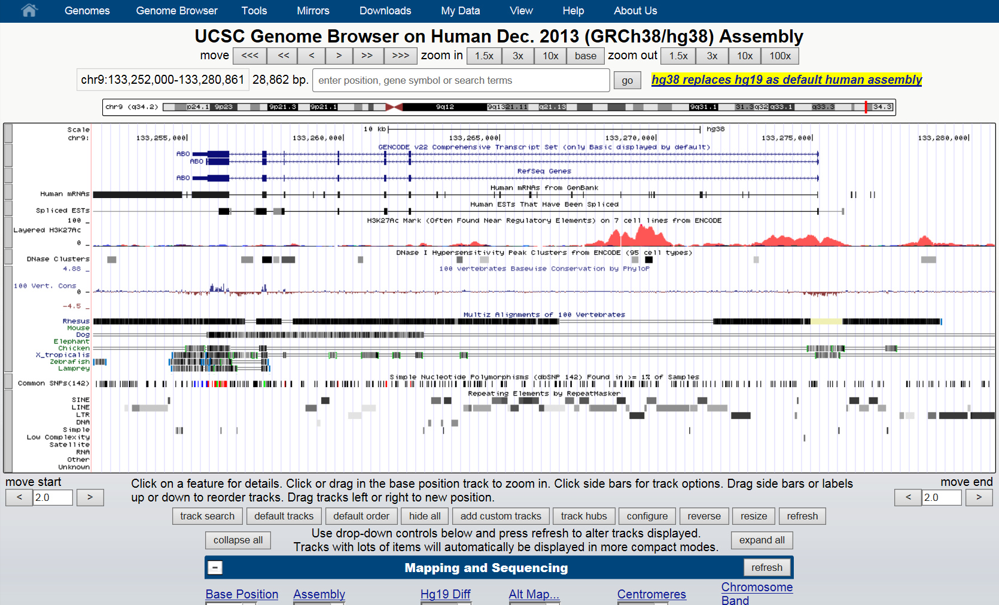 Genomes Genome Browser Tools Mirrors Downloads My Data View Help About Us
UCSC Genome Browser on Human Dec. 2013 (GRCh38/hg38) Assembly
move <<< << < > >> >>> zoom in 1.5x 3x 10x base zoom out 1.5x 3x 10x 100x
chr9:133,252,000-133,280,861 28,862 bp. enter position, gene symbol or search terms go hg38 replaces hg19 as default human assembly
chr9 (q34.2) p24.1 9p23 9p21.3 9p21.1 9q12 9q13 21.11 q21.13 9q31.1 31.3 q32 q33.1 q33.3 34.3
Scale 10 kb hg38
chr9: 133,255,000 133,260,000 133,265,000 133,270,000 133,275,000 133,280,000
GENCODE v22 Comprehensive Transcript Set (only Basic displayed by default)
ABO
ABO
RefSeq Genes
ABO
Human mRNAs from GenBank
Human mRNAs
Human ESTs That Have Been Spliced
Spliced ESTs
100 _ H3K27Ac Mark (Often Found Near Regulatory Elements) on 7 cell lines from ENCODE
Layered H3K27Ac
0 _
DNase I Hypersensitivity Peak Clusters from ENCODE (95 cell types)
DNase Clusters
4.88 _ 100 vertebrates Basewise Conservation by PhyloP
100 Vert. Cons 0 -
-4.5 _
Multiz Alignments of 100 Vertebrates
Rhesus
Mouse
Dog
Elephant
Chicken
X_tropicalis
Zebrafish
Lamprey
Simple Nucleotide Polymorphisms (dbSNP 142) Found in >= 1% of Samples
Common SNPs(142)
Repeating Elements by RepeatMasker
SINE
LINE
LTR
DNA
Simple
Low Complexity
Satellite
RNA
Other
Unknown
move start Click on a feature for details. Click or drag in the base position track to zoom in. Click side bars for track options. Drag side bars or labels move end
< 2.0 > up or down to reorder tracks. Drag tracks left or right to new position. < 2.0 >
track search default tracks default order hide all add custom tracks track hubs configure reverse resize refresh
collapse all Use drop-down controls below and press refresh to alter tracks displayed. expand all
Tracks with lots of items will automatically be displayed in more compact modes.
- Mapping and Sequencing refresh
Base Position Assembly Hg19 Diff Alt Map... Centromeres Chromosome
Band